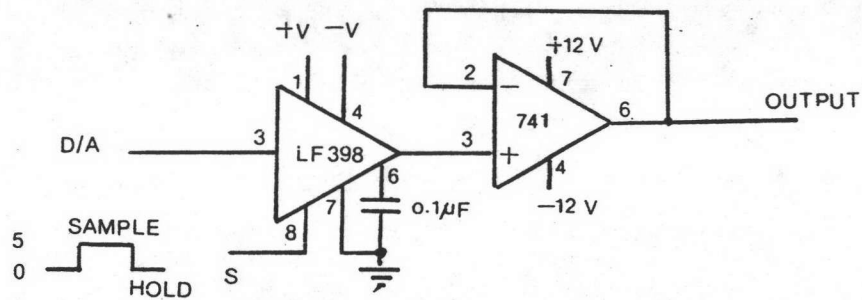 +V
−V
+12 V
1
4
2
−
7
741
6
OUTPUT
D/A
3
LF398
3
+
4
6
7
0.1µF
−12 V
5
SAMPLE
8
0
HOLD
S